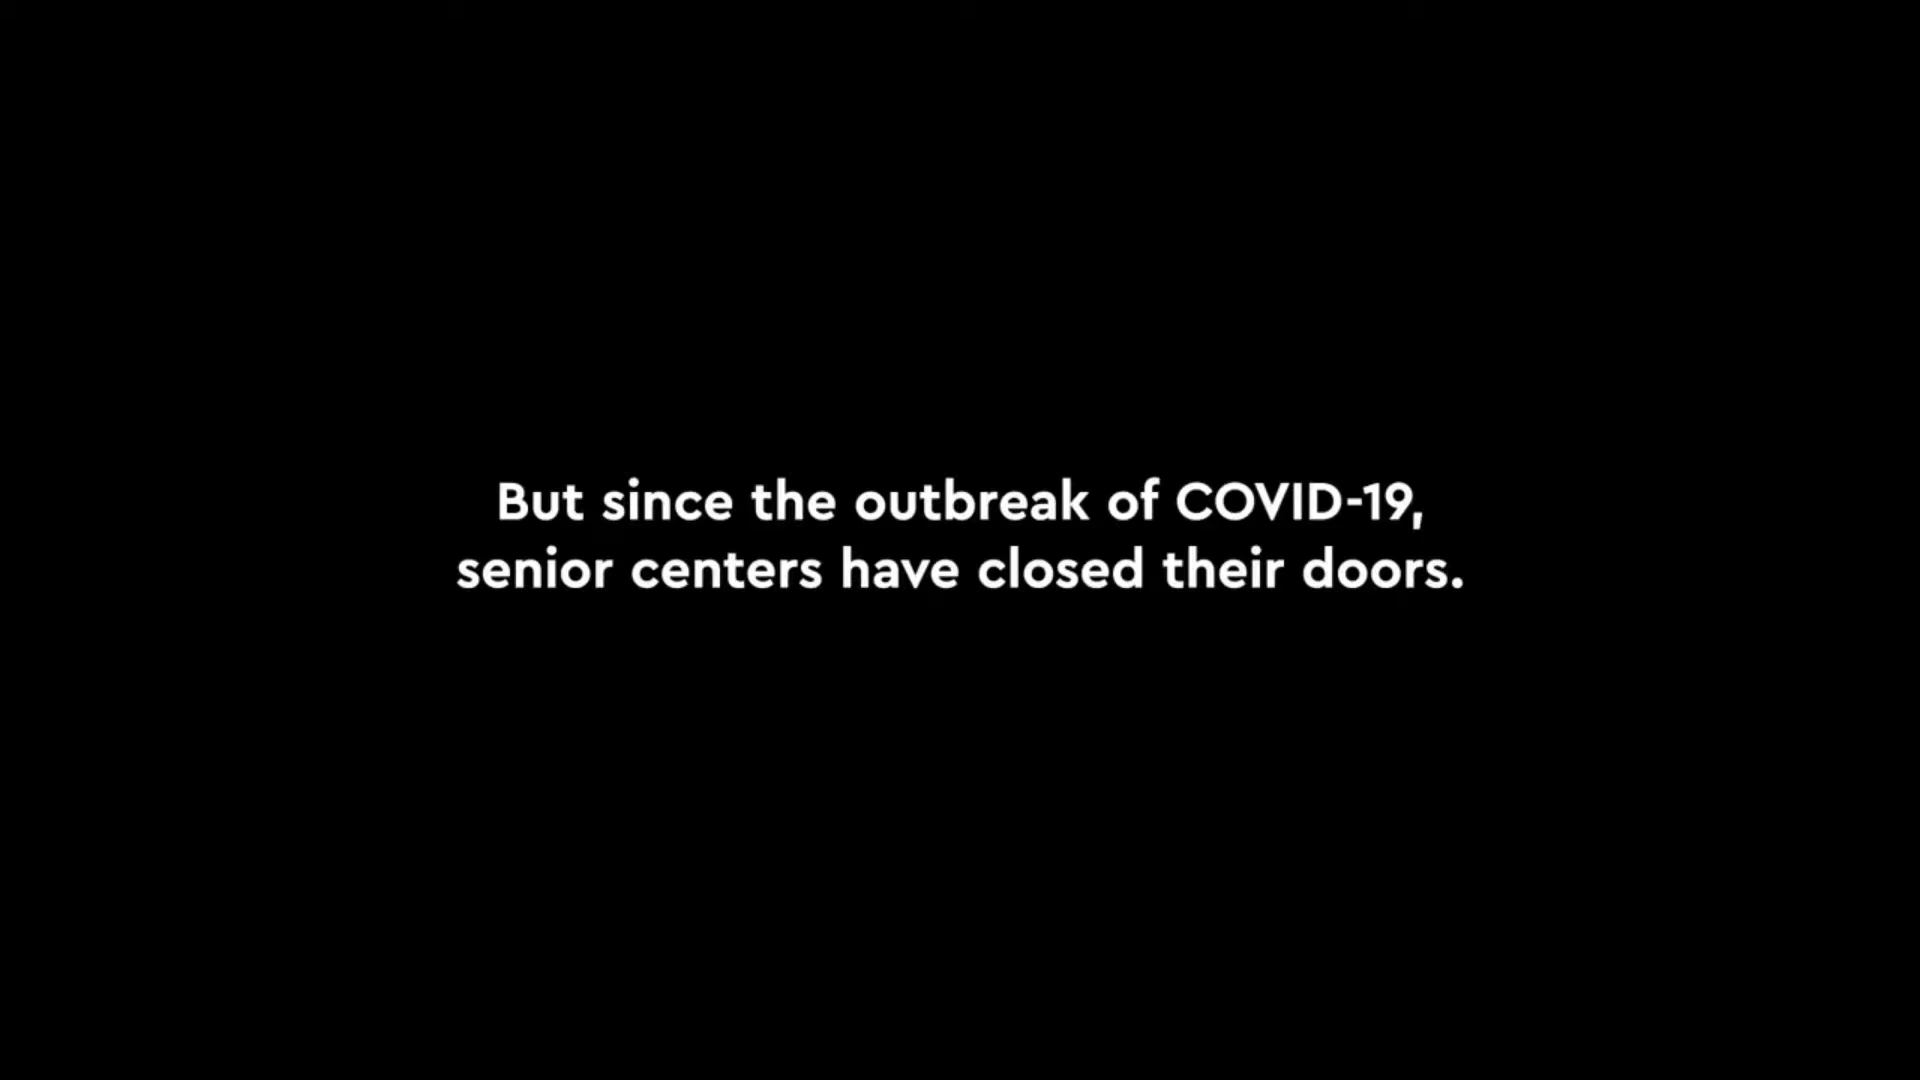 But since the outbreak of COVID-19,
senior centers have closed their doors.